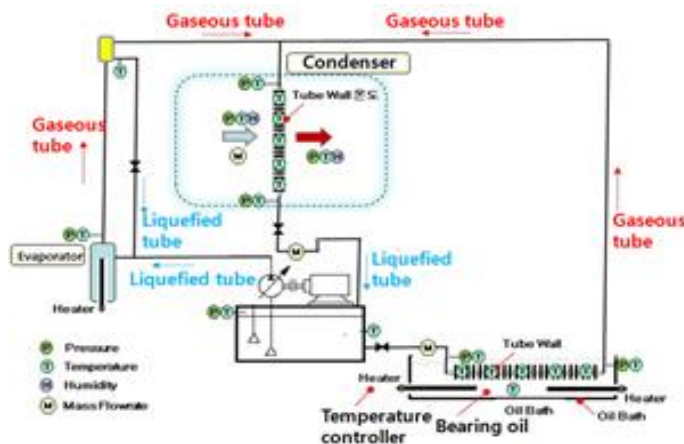 Gaseous tube
Gaseous tube
Condenser
P T
T
Tube Wall 온도
P T H
M
P T H
Gaseous
tube
P T
Liquefied
tube
Gaseous
tube
P T
Evaporator
M
Liquefied
tube
Liquefied tube
Heater
P T
T
P Pressure
T Temperature
H Humidity
M Mass Flowrate
M
P T
Tube Wall
P T
Heater
T
Heater
Temperature
controller
Bearing oil
Oil Bath
Oil Bath